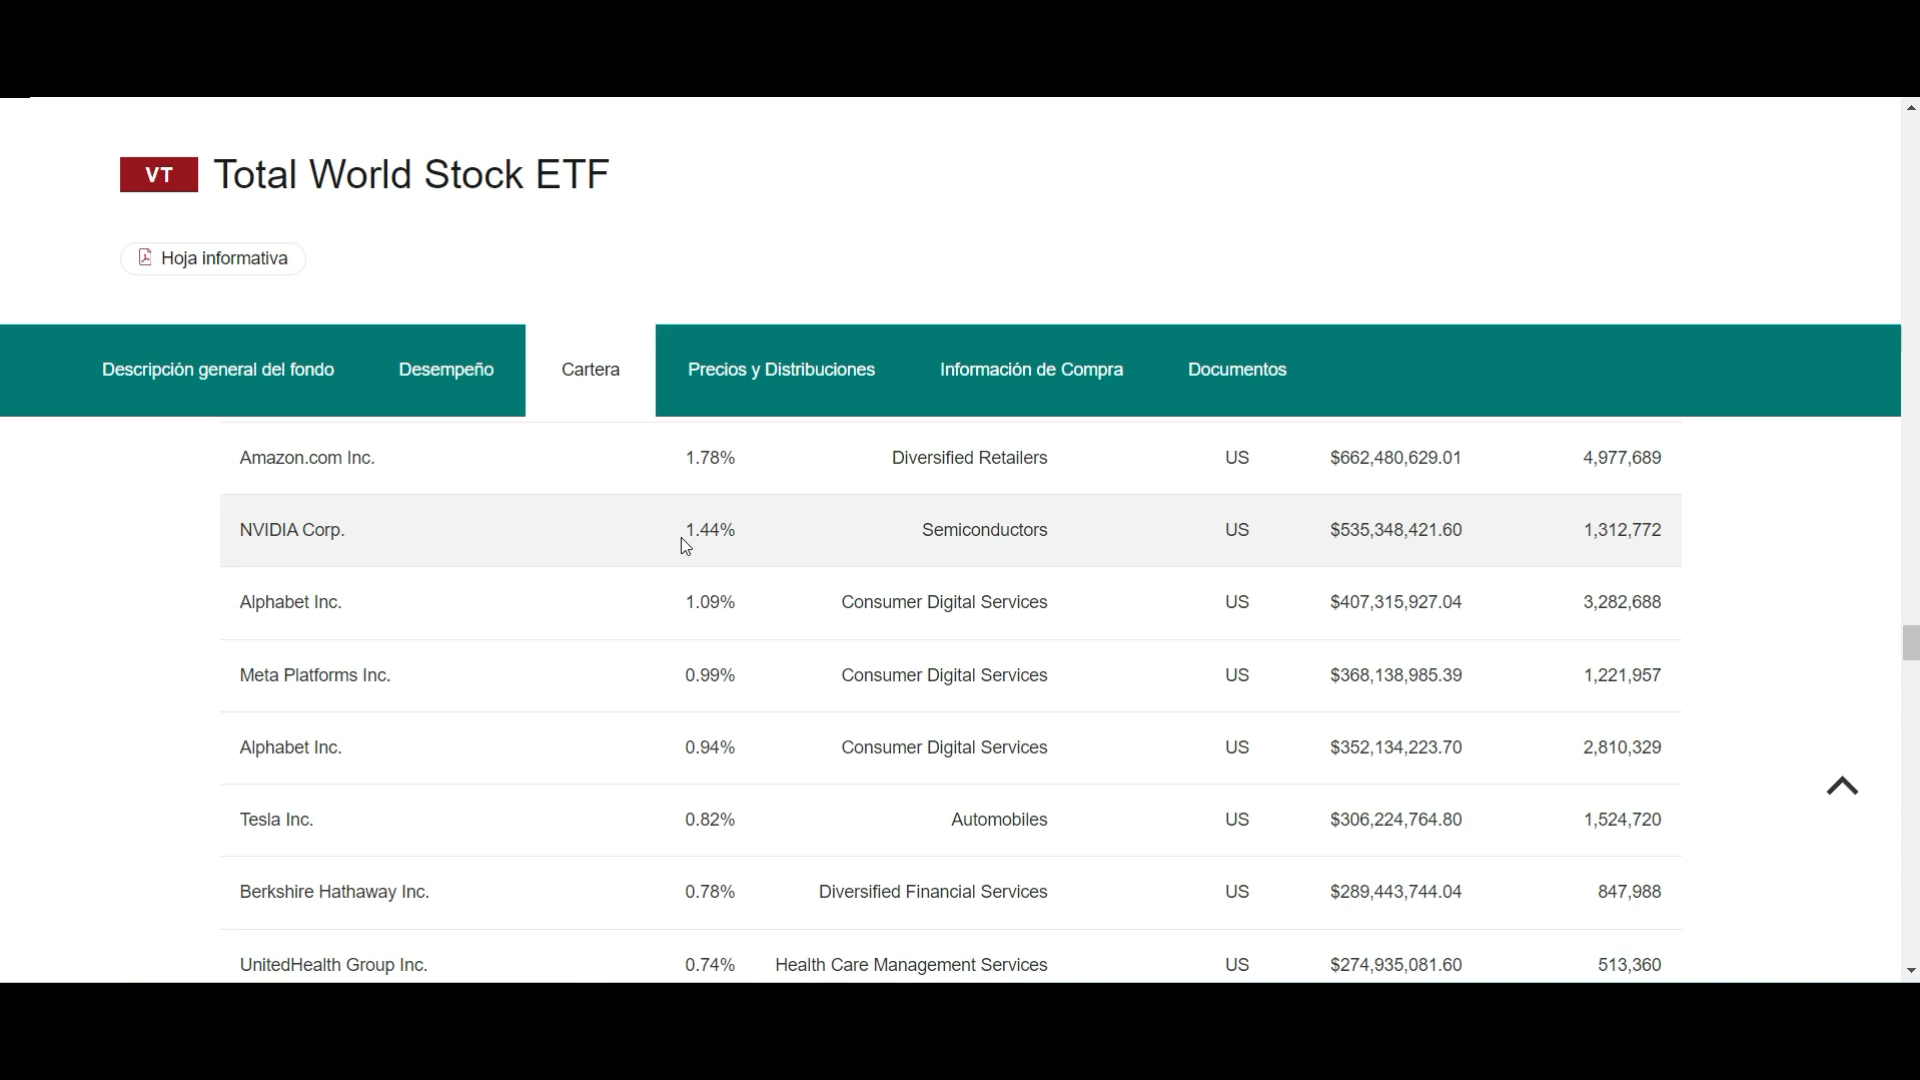 VT Total World Stock ETF
Hoja informativa
Descripción general del fondo Desempeño Cartera Precios y Distribuciones Información de Compra Documentos
Amazon.com Inc. 1.78% Diversified Retailers US $662,480,629.01 4,977,689
NVIDIA Corp. 1.44% Semiconductors US $535,348,421.60 1,312,772
Alphabet Inc. 1.09% Consumer Digital Services US $407,315,927.04 3,282,688
Meta Platforms Inc. 0.99% Consumer Digital Services US $368,138,985.39 1,221,957
Alphabet Inc. 0.94% Consumer Digital Services US $352,134,223.70 2,810,329
Tesla Inc. 0.82% Automobiles US $306,224,764.80 1,524,720
Berkshire Hathaway Inc. 0.78% Diversified Financial Services US $289,443,744.04 847,988
UnitedHealth Group Inc. 0.74% Health Care Management Services US $274,935,081.60 513,360